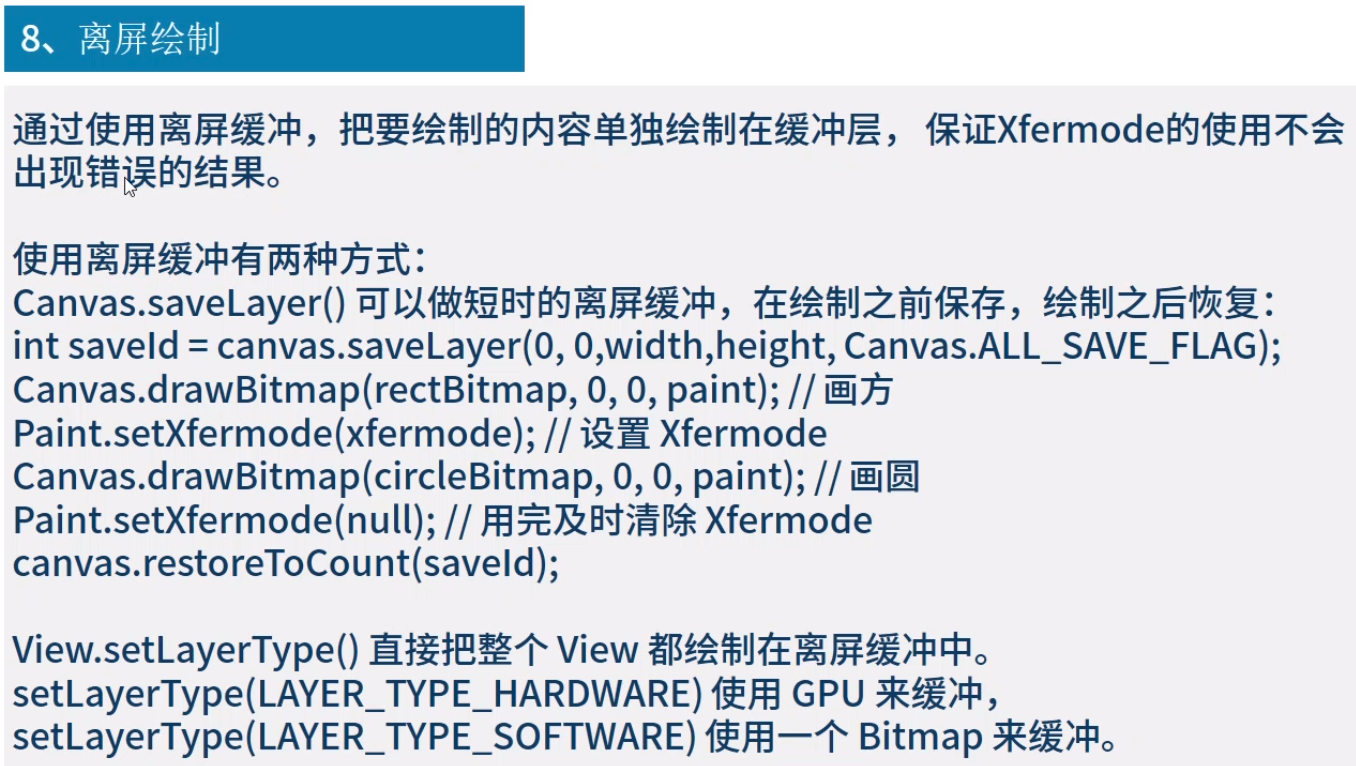 8、离屏绘制
通过使用离屏缓冲，把要绘制的内容单独绘制在缓冲层， 保证Xfermode的使用不会
出现错误的结果。
使用离屏缓冲有两种方式：
Canvas.saveLayer() 可以做短时的离屏缓冲，在绘制之前保存，绘制之后恢复：
int saveId = canvas.saveLayer(0, 0,width,height, Canvas.ALL_SAVE_FLAG);
Canvas.drawBitmap(rectBitmap, 0, 0, paint); // 画方
Paint.setXfermode(xfermode); // 设置 Xfermode
Canvas.drawBitmap(circleBitmap, 0, 0, paint); // 画圆
Paint.setXfermode(null); // 用完及时清除 Xfermode
canvas.restoreToCount(saveId);
View.setLayerType() 直接把整个 View 都绘制在离屏缓冲中。
setLayerType(LAYER_TYPE_HARDWARE) 使用 GPU 来缓冲，
setLayerType(LAYER_TYPE_SOFTWARE) 使用一个 Bitmap 来缓冲。